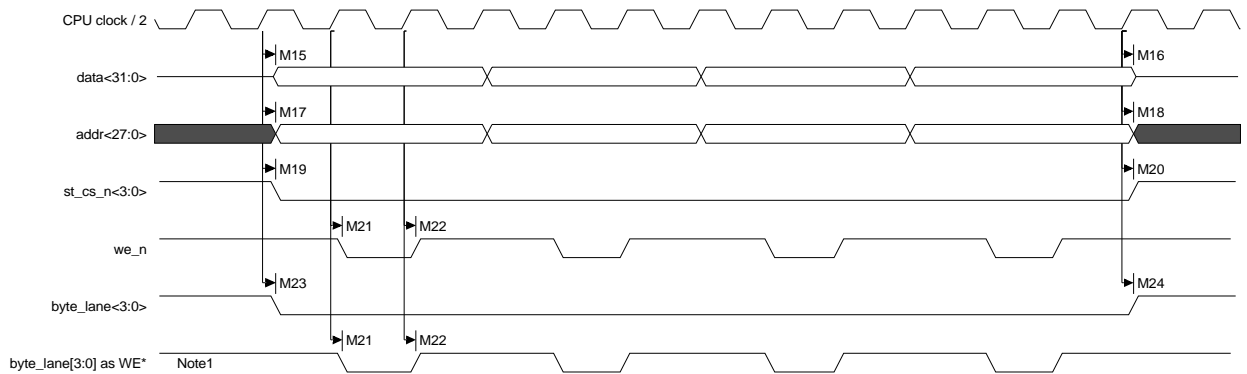 CPU clock / 2
M15 M16
data<31:0>
M17 M18
addr<27:0>
M19 M20
st_cs_n<3:0>
M21 M22
we_n
M23 M24
byte_lane<3:0>
M21 M22
byte_lane[3:0] as WE* Note1